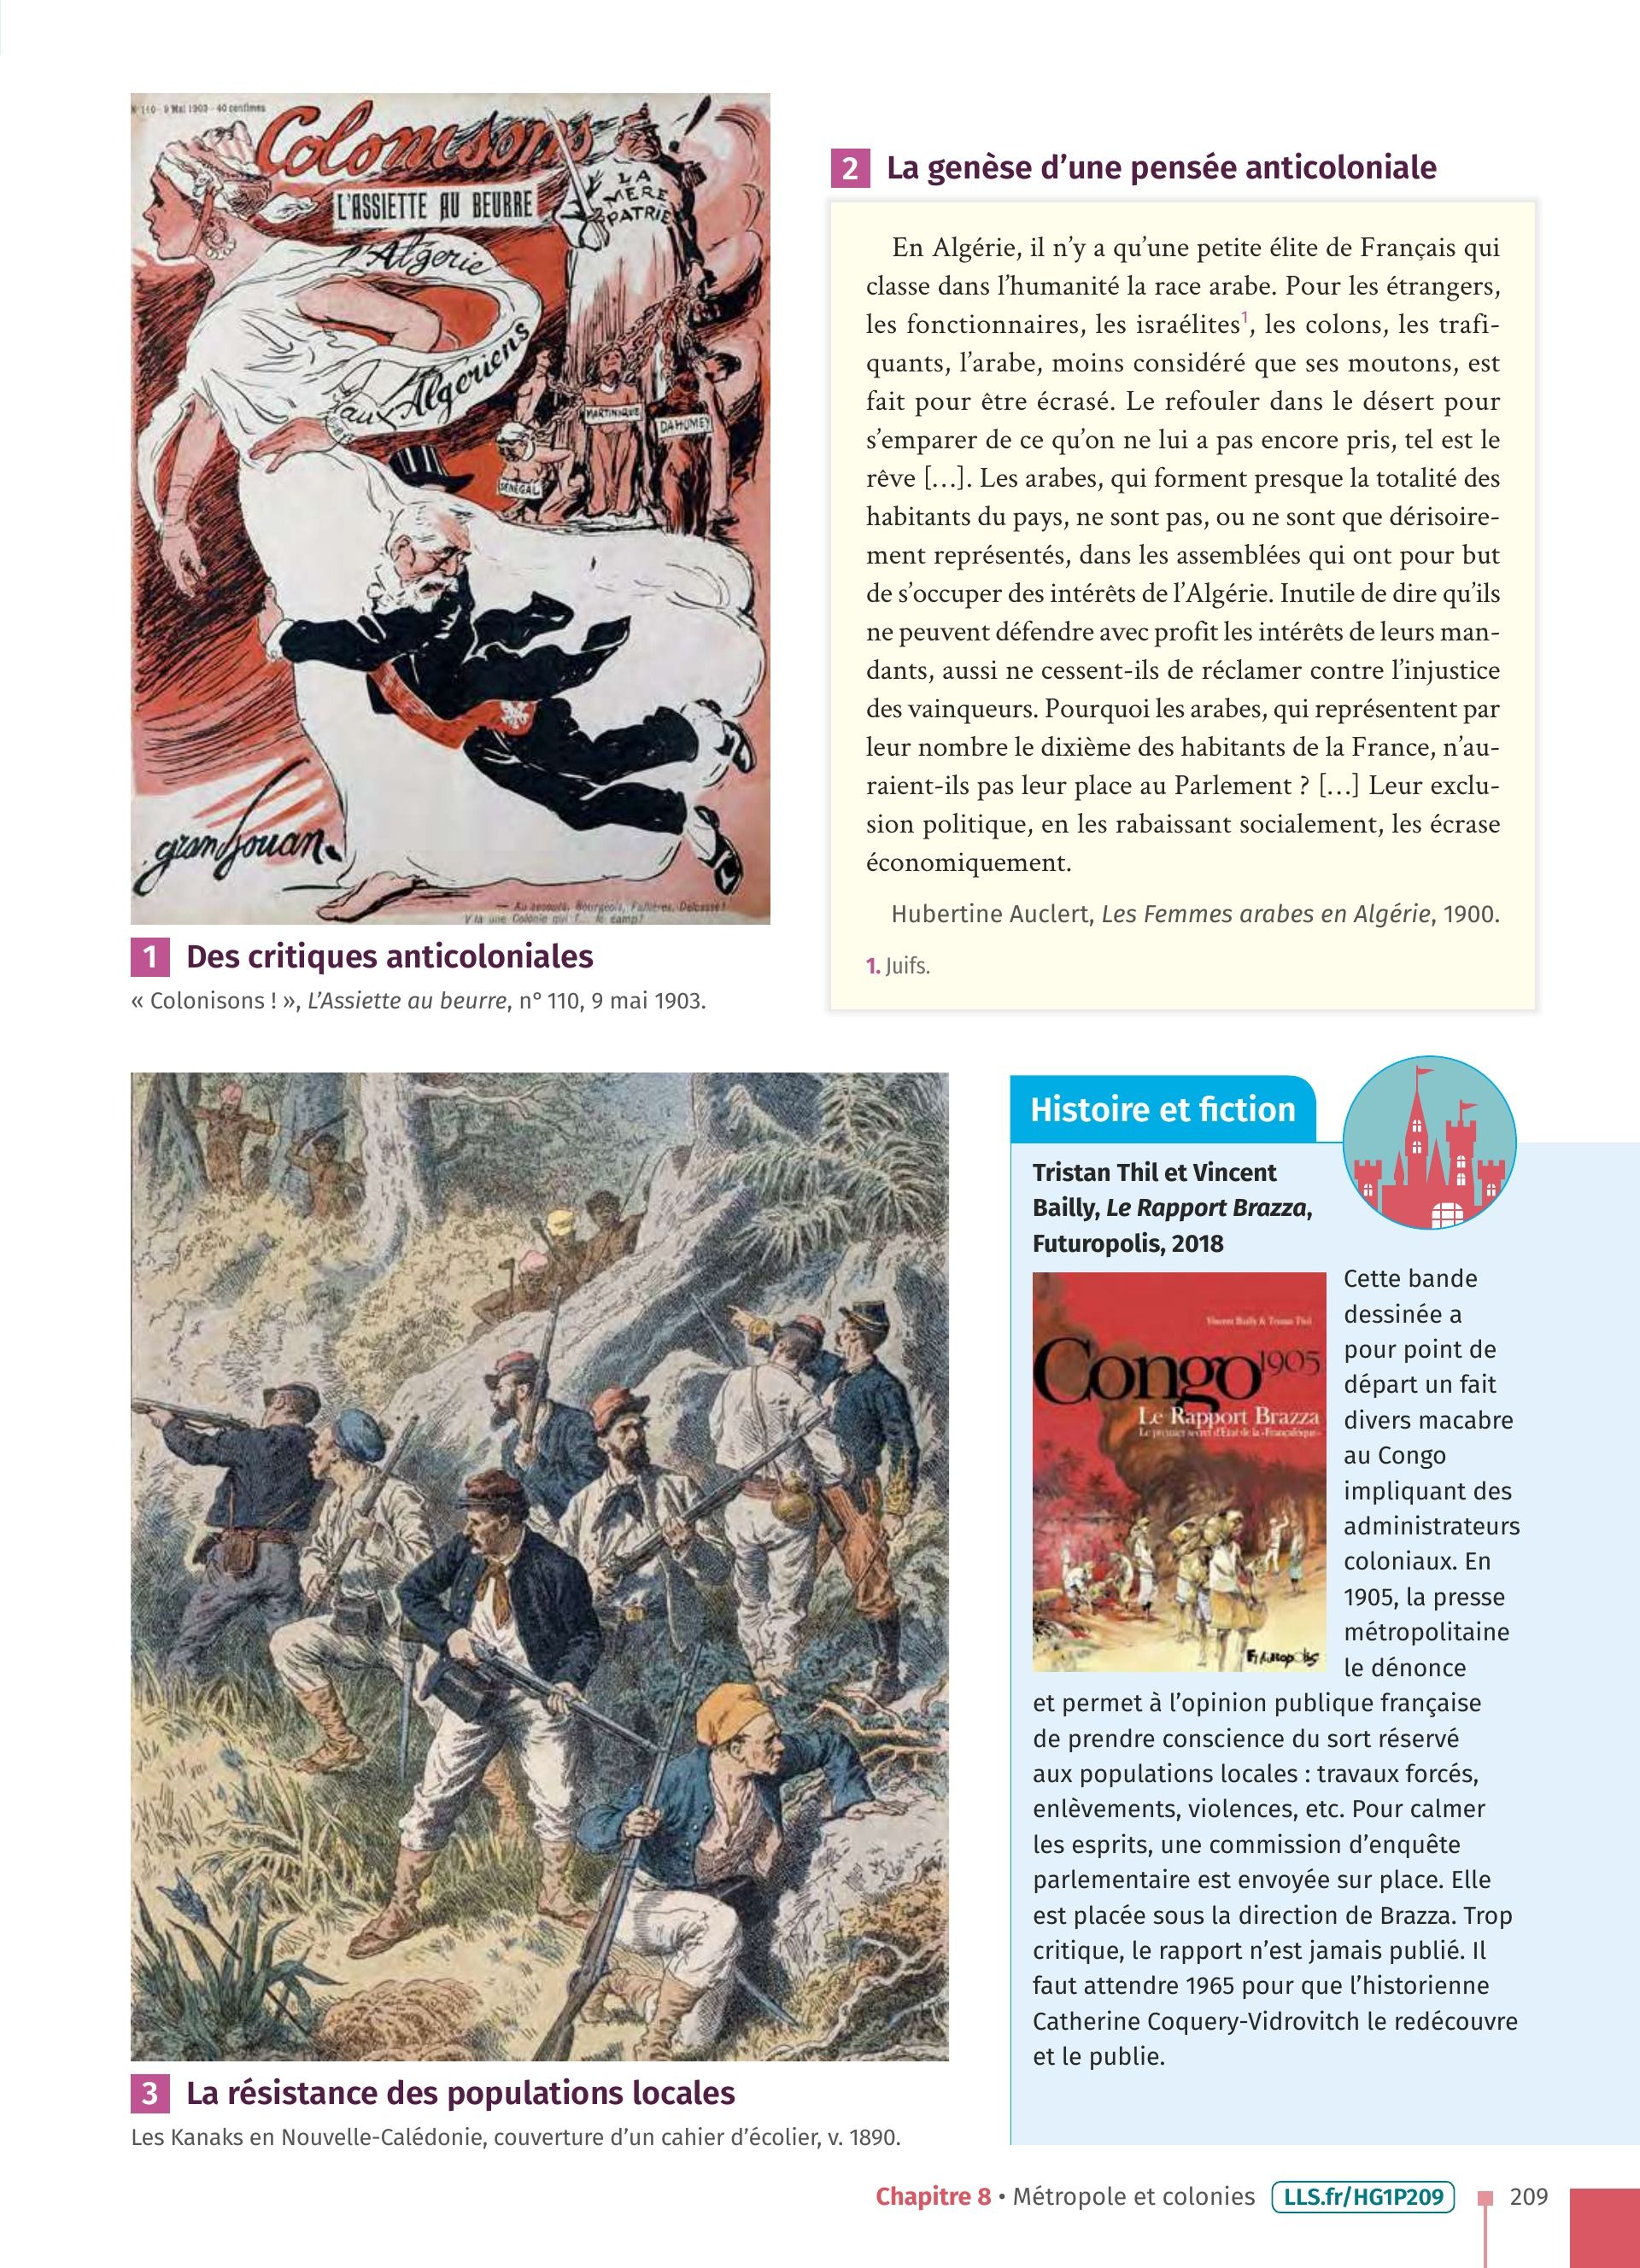 N° 110 - 9 Mai 1903 - 40 centimes
Colonisons !
L'ASSIETTE AU BEURRE
LA
MERE
PATRIE
l'Algerie
aux Algeriens
MARTINIQUE
DAHOMEY
SENEGAL
grandjouan
— Au secours, Bourgeois, Fallières, Delcassé !
V'la une Colonie qui f... le camp!
1 Des critiques anticoloniales
« Colonisons ! », L'Assiette au beurre, n° 110, 9 mai 1903.
2 La genèse d'une pensée anticoloniale
En Algérie, il n'y a qu'une petite élite de Français qui
classe dans l'humanité la race arabe. Pour les étrangers,
les fonctionnaires, les israélites1, les colons, les trafi-
quants, l'arabe, moins considéré que ses moutons, est
fait pour être écrasé. Le refouler dans le désert pour
s'emparer de ce qu'on ne lui a pas encore pris, tel est le
rêve […]. Les arabes, qui forment presque la totalité des
habitants du pays, ne sont pas, ou ne sont que dérisoire-
ment représentés, dans les assemblées qui ont pour but
de s'occuper des intérêts de l'Algérie. Inutile de dire qu'ils
ne peuvent défendre avec profit les intérêts de leurs man-
dants, aussi ne cessent-ils de réclamer contre l'injustice
des vainqueurs. Pourquoi les arabes, qui représentent par
leur nombre le dixième des habitants de la France, n'au-
raient-ils pas leur place au Parlement ? […] Leur exclu-
sion politique, en les rabaissant socialement, les écrase
économiquement.
Hubertine Auclert, Les Femmes arabes en Algérie, 1900.
1. Juifs.
3 La résistance des populations locales
Les Kanaks en Nouvelle-Calédonie, couverture d'un cahier d'écolier, v. 1890.
Histoire et fiction
Tristan Thil et Vincent
Bailly, Le Rapport Brazza,
Futuropolis, 2018
Vincent Bailly & Tristan Thil
Congo 1905
Le Rapport Brazza
Le premier secret d'État de la «Françafrique»
Futuropolis
Cette bande
dessinée a
pour point de
départ un fait
divers macabre
au Congo
impliquant des
administrateurs
coloniaux. En
1905, la presse
métropolitaine
le dénonce
et permet à l'opinion publique française
de prendre conscience du sort réservé
aux populations locales : travaux forcés,
enlèvements, violences, etc. Pour calmer
les esprits, une commission d'enquête
parlementaire est envoyée sur place. Elle
est placée sous la direction de Brazza. Trop
critique, le rapport n'est jamais publié. Il
faut attendre 1965 pour que l'historienne
Catherine Coquery-Vidrovitch le redécouvre
et le publie.
Chapitre 8 • Métropole et colonies LLS.fr/HG1P209 209